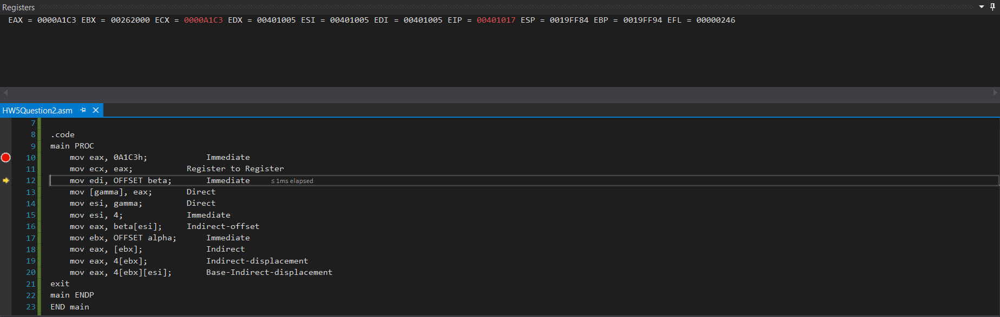 Registers
EAX = 0000A1C3 EBX = 00262000 ECX = 0000A1C3 EDX = 00401005 ESI = 00401005 EDI = 00401005 EIP = 00401017 ESP = 0019FF84 EBP = 0019FF94 EFL = 00000246
HW5Question2.asm
7
8 .code
9 main PROC
10 mov eax, 0A1C3h; Immediate
11 mov ecx, eax; Register to Register
12 mov edi, OFFSET beta; Immediate ≤ 1ms elapsed
13 mov [gamma], eax; Direct
14 mov esi, gamma; Direct
15 mov esi, 4; Immediate
16 mov eax, beta[esi]; Indirect-offset
17 mov ebx, OFFSET alpha; Immediate
18 mov eax, [ebx]; Indirect
19 mov eax, 4[ebx]; Indirect-displacement
20 mov eax, 4[ebx][esi]; Base-Indirect-displacement
21 exit
22 main ENDP
23 END main